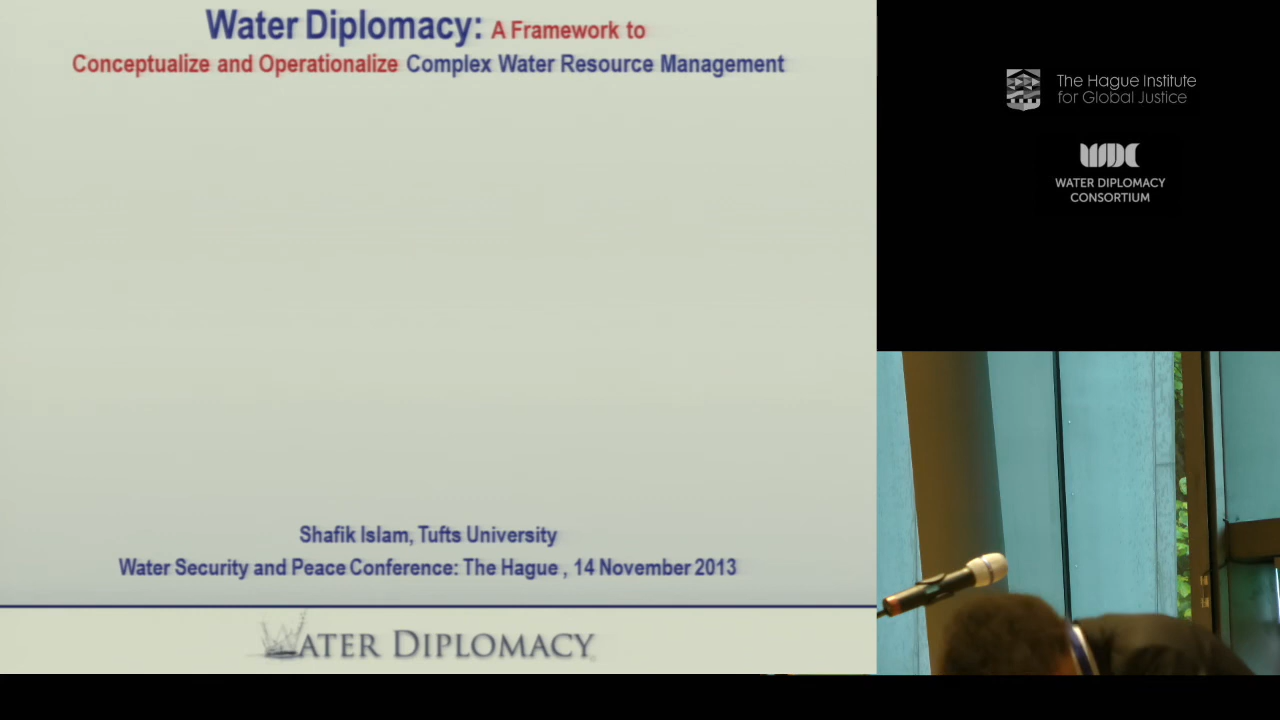 Water Diplomacy: A Framework to
Conceptualize and Operationalize Complex Water Resource Management
Shafik Islam, Tufts University
Water Security and Peace Conference: The Hague , 14 November 2013
WATER DIPLOMACY
The Hague Institute
for Global Justice
WDC
WATER DIPLOMACY
CONSORTIUM